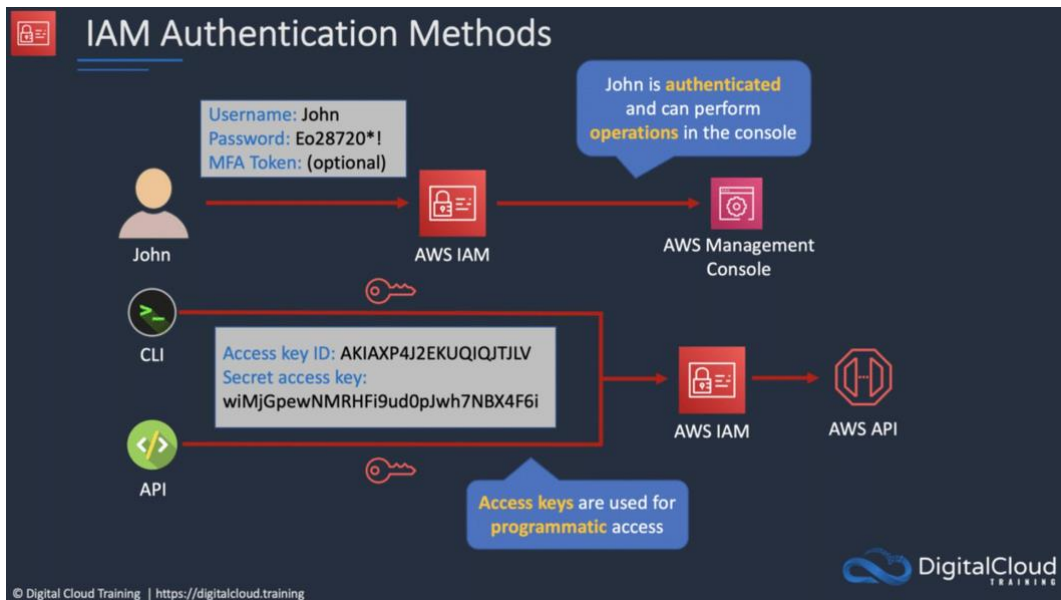 IAM Authentication Methods
John is authenticated
and can perform
operations in the console
Username: John
Password: Eo28720*!
MFA Token: (optional)
John
AWS IAM
AWS Management
Console
CLI
Access key ID: AKIAXP4J2EKUQIQJTJLV
Secret access key:
wiMjGpewNMRHFi9ud0pJwh7NBX4F6i
AWS IAM
AWS API
API
Access keys are used for
programmatic access
DigitalCloud
TRAINING
© Digital Cloud Training | https://digitalcloud.training